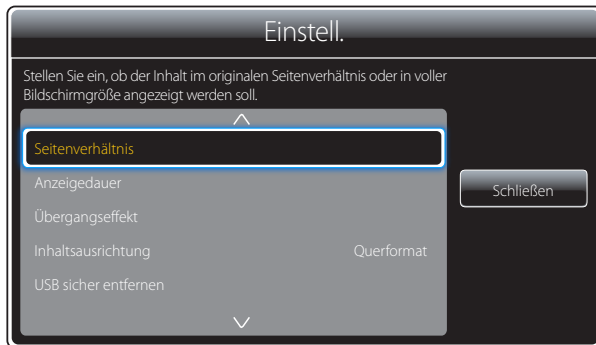 Einstell.
Stellen Sie ein, ob der Inhalt im originalen Seitenverhältnis oder in voller
Bildschirmgröße angezeigt werden soll.
Seitenverhältnis
Anzeigedauer
Schließen
Übergangseffekt
Inhaltsausrichtung Querformat
USB sicher entfernen